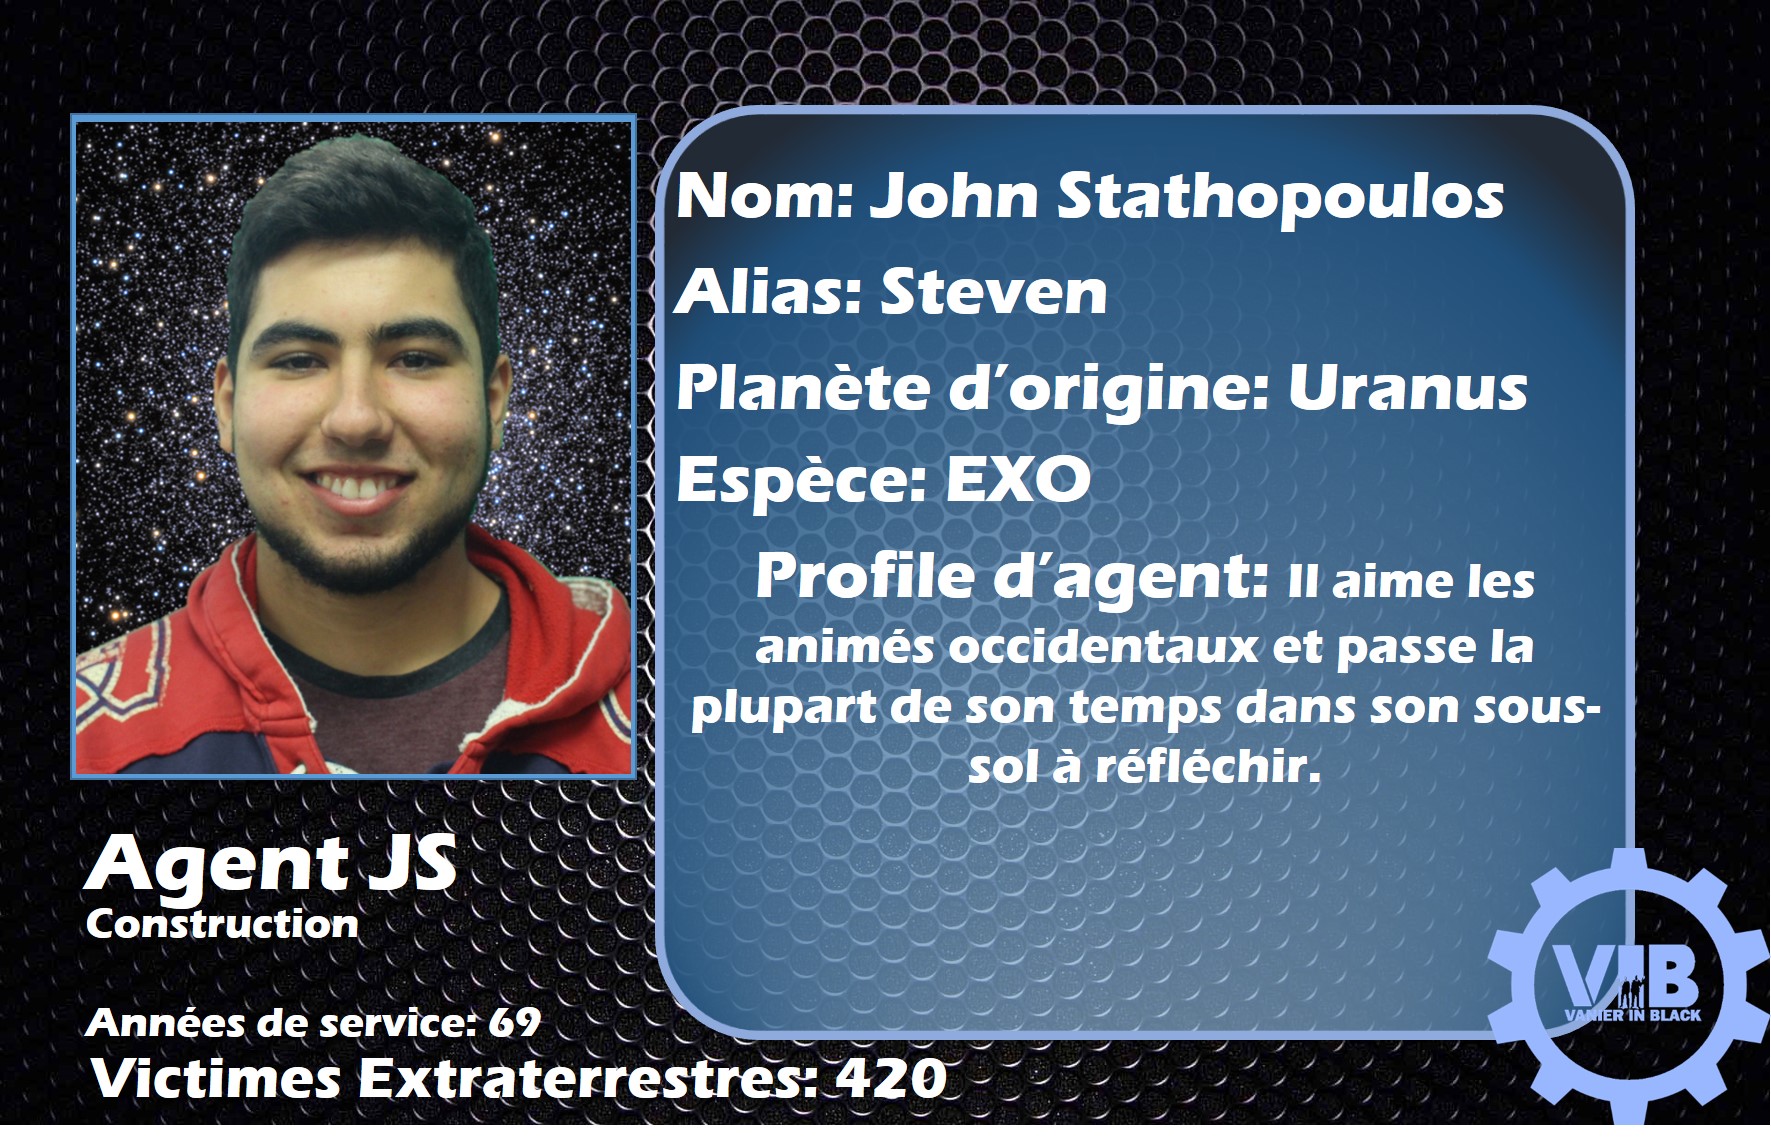 Nom: John Stathopoulos
Alias: Steven
Planète d’origine: Uranus
Espèce: EXO
Profile d’agent: Il aime les
animés occidentaux et passe la
plupart de son temps dans son sous-
sol à réfléchir.
Agent JS
Construction
Années de service: 69
Victimes Extraterrestres: 420
VIB
VANIER IN BLACK